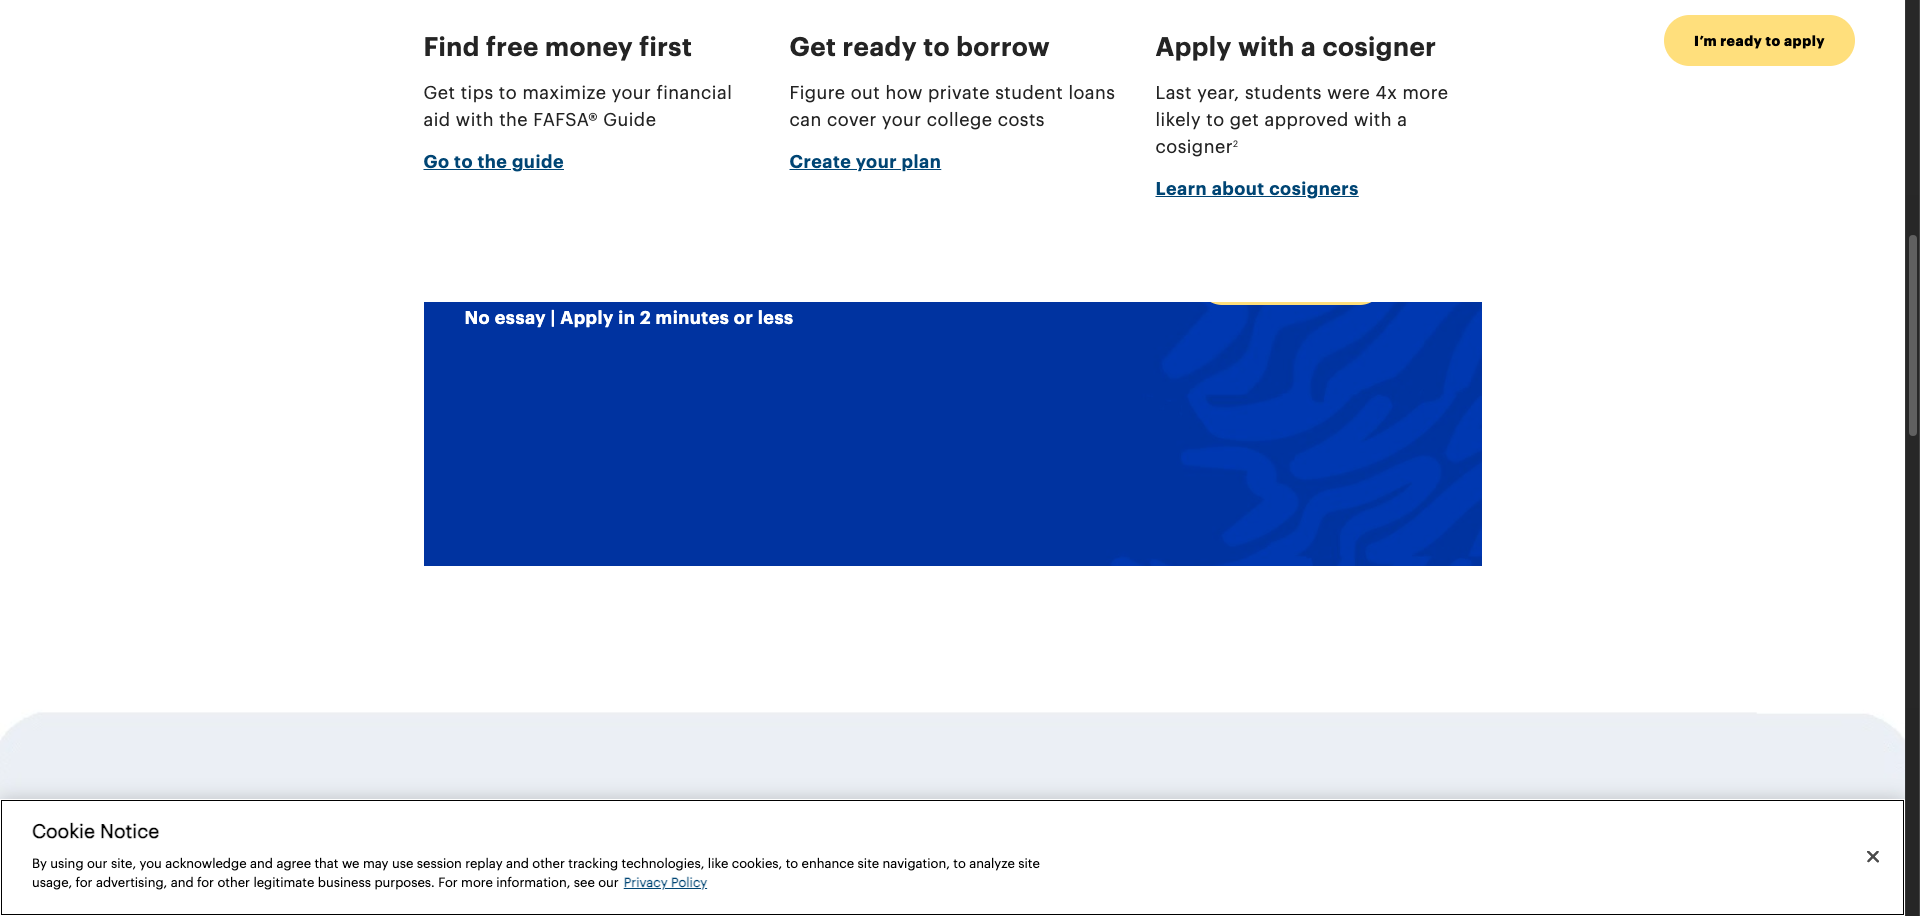 I'm ready to apply
Find free money first
Get tips to maximize your financial
aid with the FAFSA® Guide
Go to the guide
Get ready to borrow
Figure out how private student loans
can cover your college costs
Create your plan
Apply with a cosigner
Last year, students were 4x more
likely to get approved with a
cosigner²
Learn about cosigners
No essay | Apply in 2 minutes or less
Cookie Notice
By using our site, you acknowledge and agree that we may use session replay and other tracking technologies, like cookies, to enhance site navigation, to analyze site
usage, for advertising, and for other legitimate business purposes. For more information, see our Privacy Policy